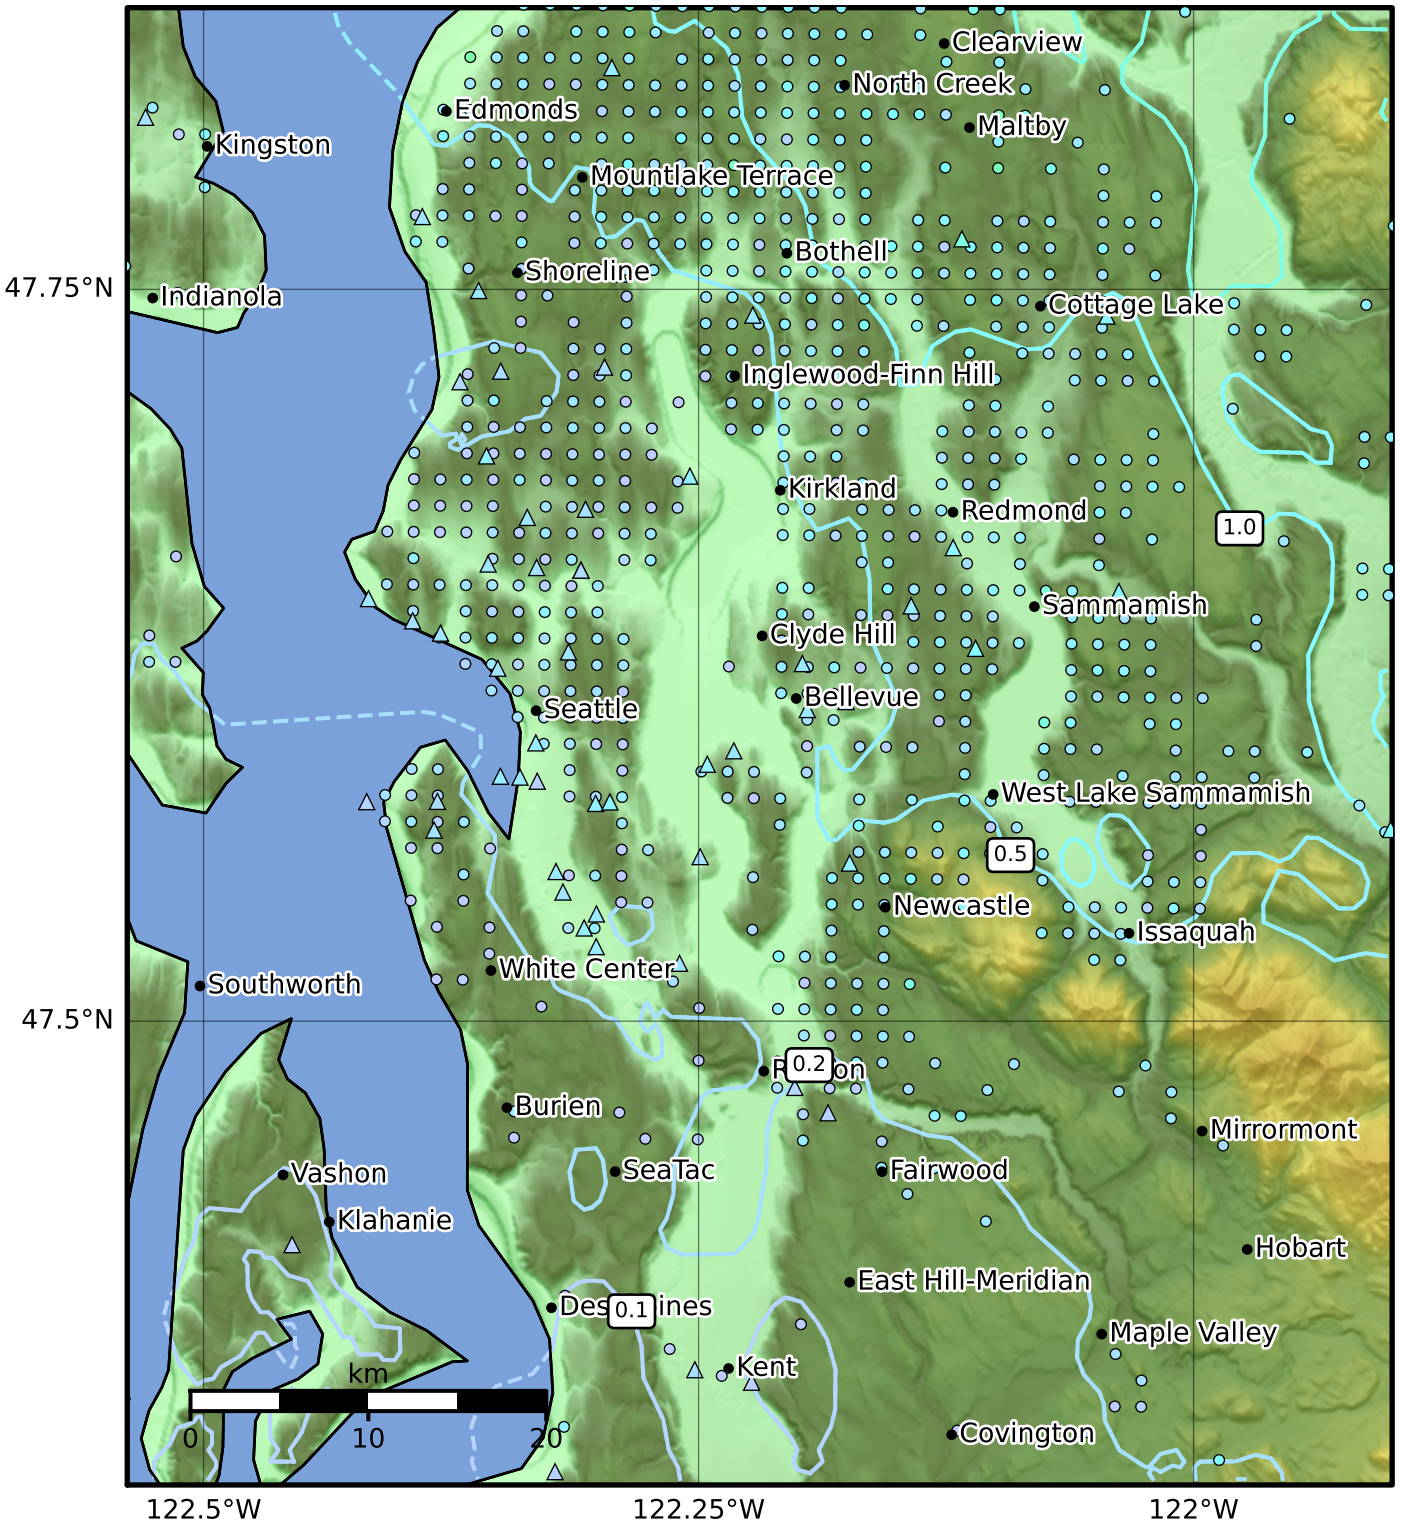 Clearview
North Creek
Edmonds
Maltby
Kingston
Mountlake Terrace
Bothell
Shoreline
47.75°N
Indianola
Cottage Lake
Inglewood-Finn Hill
Kirkland
Redmond
1.0
Sammamish
Clyde Hill
Bellevue
Seattle
West Lake Sammamish
0.5
Newcastle
Issaquah
White Center
Southworth
47.5°N
0.2
Burien
Mirrormont
Vashon
SeaTac
Fairwood
Klahanie
Hobart
East Hill-Meridian
0.1
Maple Valley
Kent
km
0 10 20
Covington
122.5°W 122.25°W 122°W